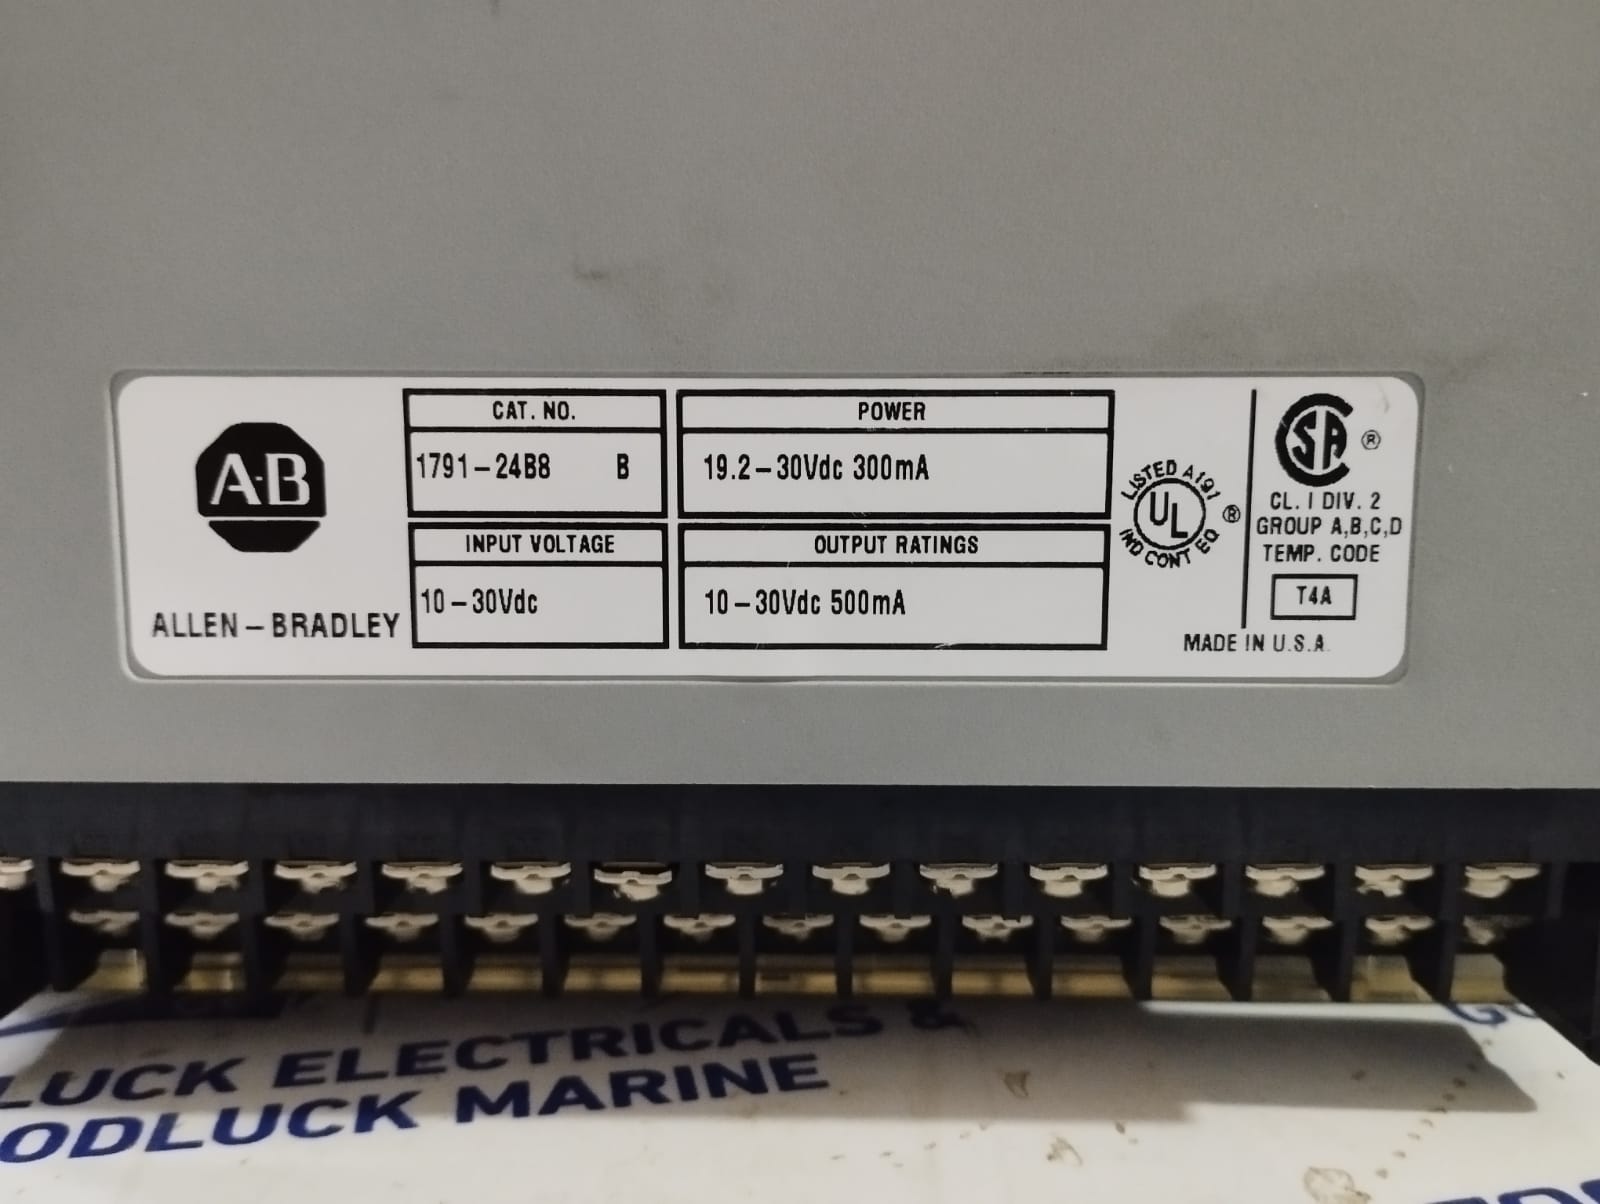 A·B
ALLEN-BRADLEY
CAT. NO.
1791-24B8 B
INPUT VOLTAGE
10-30Vdc
POWER
19.2-30Vdc 300mA
OUTPUT RATINGS
10-30Vdc 500mA
LISTED A191
UL ®
IND CONT EQ
SA ®
CL. I DIV. 2
GROUP A,B,C,D
TEMP. CODE
T4A
MADE IN U.S.A.
LUCK ELECTRICALS &
ODLUCK MARINE